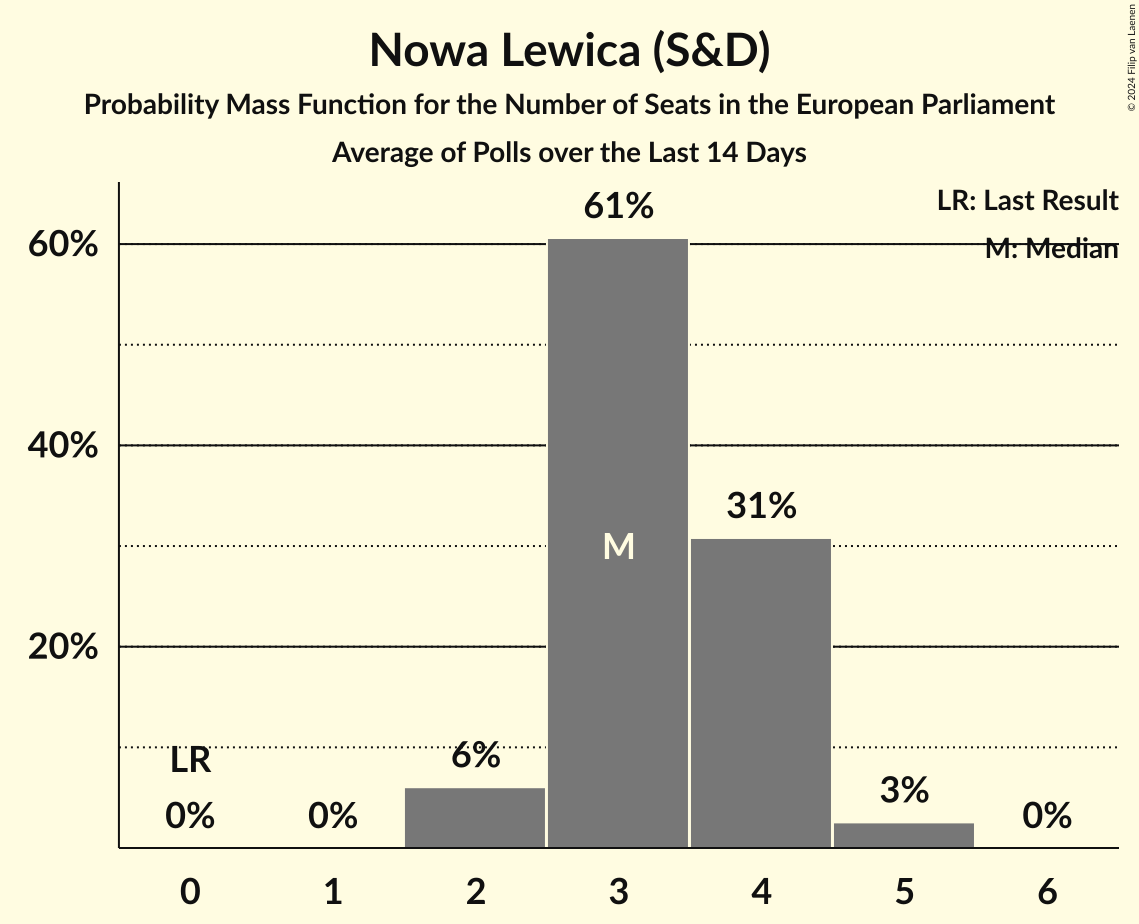 Nowa Lewica (S&D)
Probability Mass Function for the Number of Seats in the European Parliament
Average of Polls over the Last 14 Days
© 2024 Filip van Laenen
LR: Last Result
M: Median
60%
40%
20%
61%
31%
M
LR
0%
0%
6%
3%
0%
0
1
2
3
4
5
6